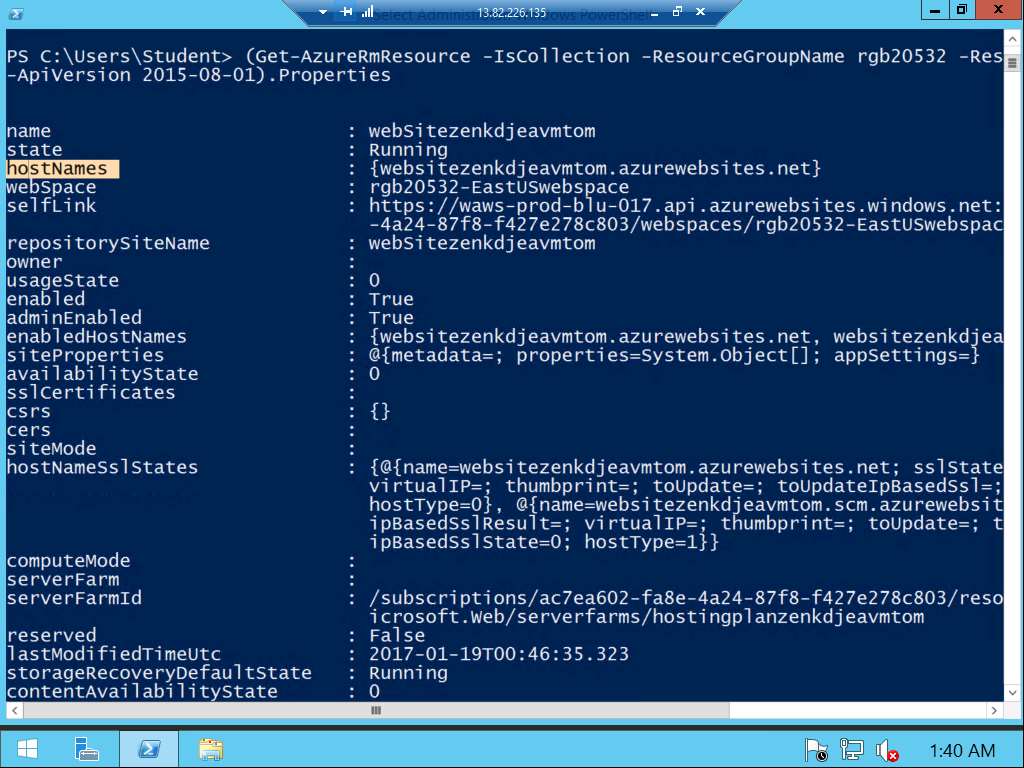 Select Administrator: Windows PowerShell
13.82.226.135
PS C:\Users\Student> (Get-AzureRmResource -IsCollection -ResourceGroupName rgb20532 -Res
-ApiVersion 2015-08-01).Properties
name : webSitezenkdjeavmtom
state : Running
hostNames : {websitezenkdjeavmtom.azurewebsites.net}
webSpace : rgb20532-EastUSwebspace
selfLink : https://waws-prod-blu-017.api.azurewebsites.windows.net:
-4a24-87f8-f427e278c803/webspaces/rgb20532-EastUSwebspac
repositorySiteName : webSitezenkdjeavmtom
owner :
usageState : 0
enabled : True
adminEnabled : True
enabledHostNames : {websitezenkdjeavmtom.azurewebsites.net, websitezenkdjea
siteProperties : @{metadata=; properties=System.Object[]; appSettings=}
availabilityState : 0
sslCertificates :
csrs : {}
cers :
siteMode :
hostNameSslStates : {@{name=websitezenkdjeavmtom.azurewebsites.net; sslState
virtualIP=; thumbprint=; toUpdate=; toUpdateIpBasedSsl=;
hostType=0}, @{name=websitezenkdjeavmtom.scm.azurewebsit
ipBasedSslResult=; virtualIP=; thumbprint=; toUpdate=; t
ipBasedSslState=0; hostType=1}}
computeMode :
serverFarm :
serverFarmId : /subscriptions/ac7ea602-fa8e-4a24-87f8-f427e278c803/reso
icrosoft.Web/serverfarms/hostingplanzenkdjeavmtom
reserved : False
lastModifiedTimeUtc : 2017-01-19T00:46:35.323
storageRecoveryDefaultState : Running
contentAvailabilityState : 0
1:40 AM